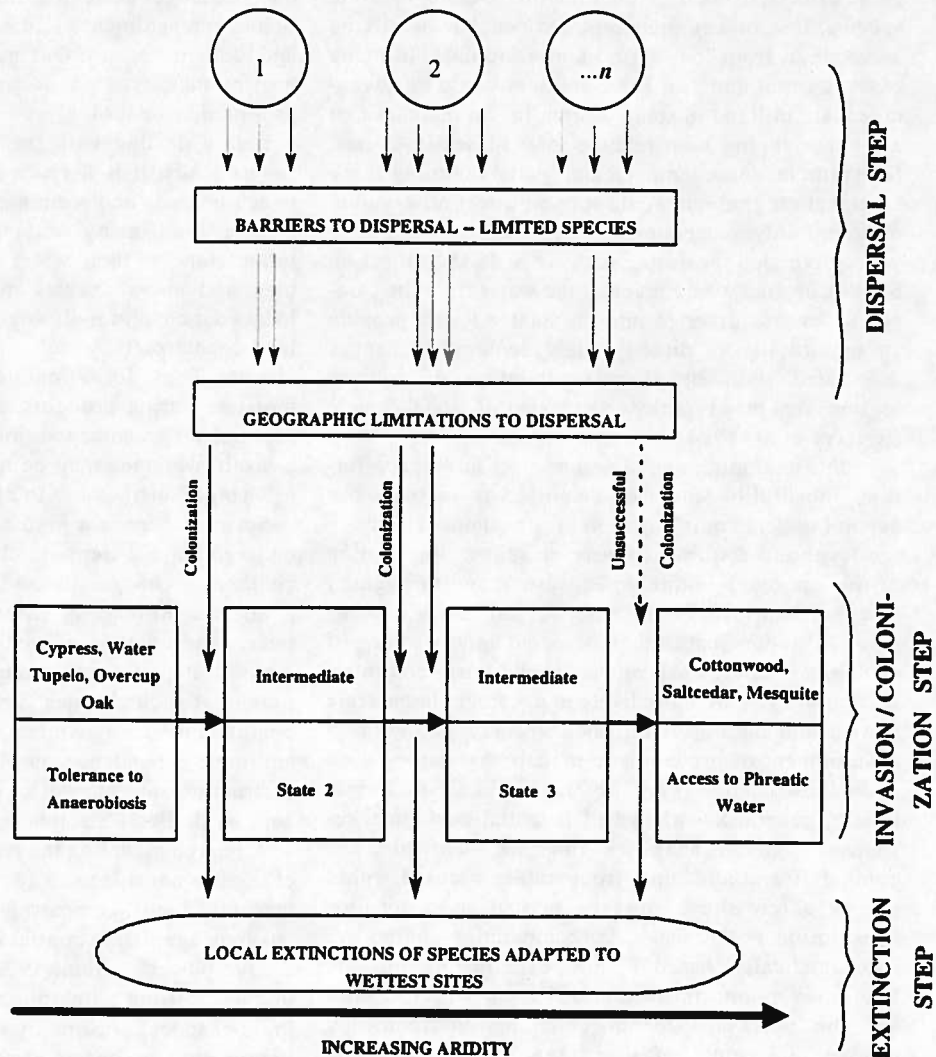 1
2
...n
DISPERSAL STEP
BARRIERS TO DISPERSAL – LIMITED SPECIES
GEOGRAPHIC LIMITATIONS TO DISPERSAL
Colonization
Colonization
Unsuccessful
Colonization
INVASION/COLONI-
ZATION STEP
Cypress, Water
Tupelo, Overcup
Oak
Intermediate
Intermediate
Cottonwood,
Saltcedar, Mesquite
Tolerance to
Anaerobiosis
State 2
State 3
Access to Phreatic
Water
EXTINCTION
STEP
LOCAL EXTINCTIONS OF SPECIES ADAPTED TO
WETTEST SITES
INCREASING ARIDITY